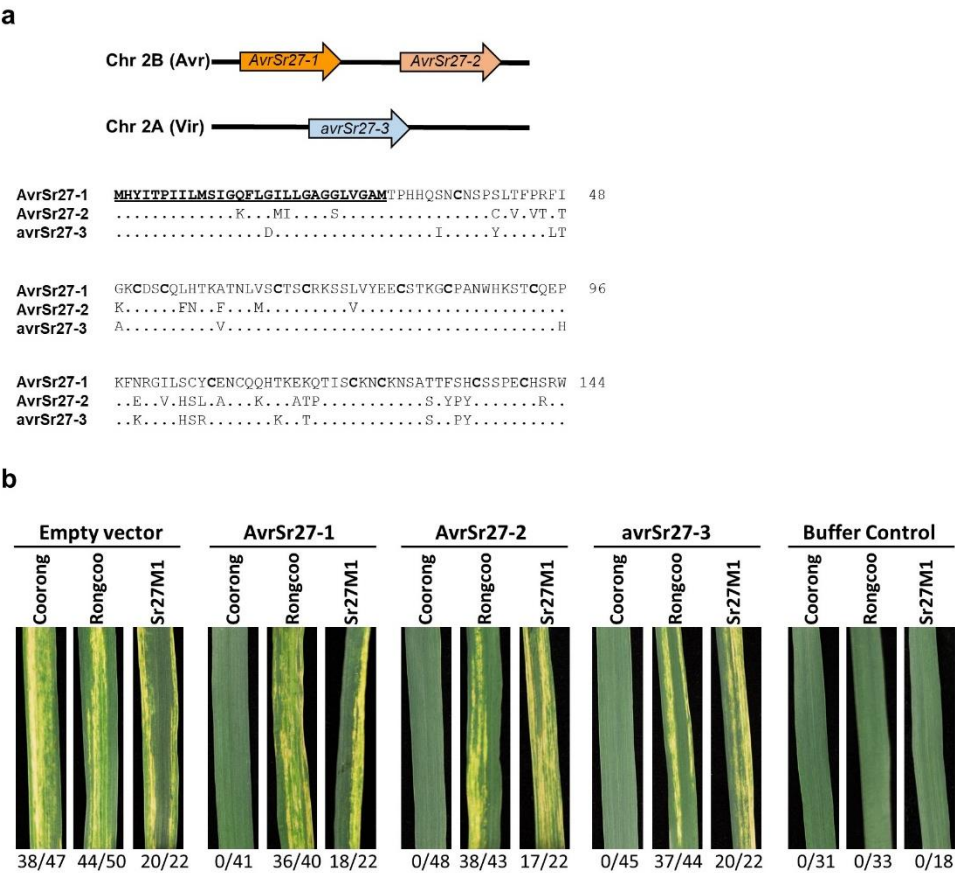 a
Chr 2B (Avr) AvrSr27-1 AvrSr27-2
Chr 2A (Vir) avrSr27-3
AvrSr27-1 MHYITPIILMSIGQFLGILLGAGGLVGAMTPHHQSNCNSPSLTFPRFI 48
AvrSr27-2 .............K...MI....S................C.V.VT.T
avrSr27-3 ................D.................I.....Y.....LT
AvrSr27-1 GKCDSCQLHTKATNLVSCTSCRKSSLVYEECSTKGCPANWHKSTCQEP 96
AvrSr27-2 K......FN..F...M.........V......................
avrSr27-3 A..........V...................................H
AvrSr27-1 KFNRGILSCYCENCQQHTKEKQTISCKNCKNSATTFSHCSSPECHSRW 144
AvrSr27-2 ..E..V.HSL.A...K...ATP...........S.YPY.......R..
avrSr27-3 ..K....HSR.......K..T............S..PY..........
b
Empty vector AvrSr27-1 AvrSr27-2 avrSr27-3 Buffer Control
Coorong Rongcoo Sr27M1 Coorong Rongcoo Sr27M1 Coorong Rongcoo Sr27M1 Coorong Rongcoo Sr27M1 Coorong Rongcoo Sr27M1
38/47 44/50 20/22 0/41 36/40 18/22 0/48 38/43 17/22 0/45 37/44 20/22 0/31 0/33 0/18